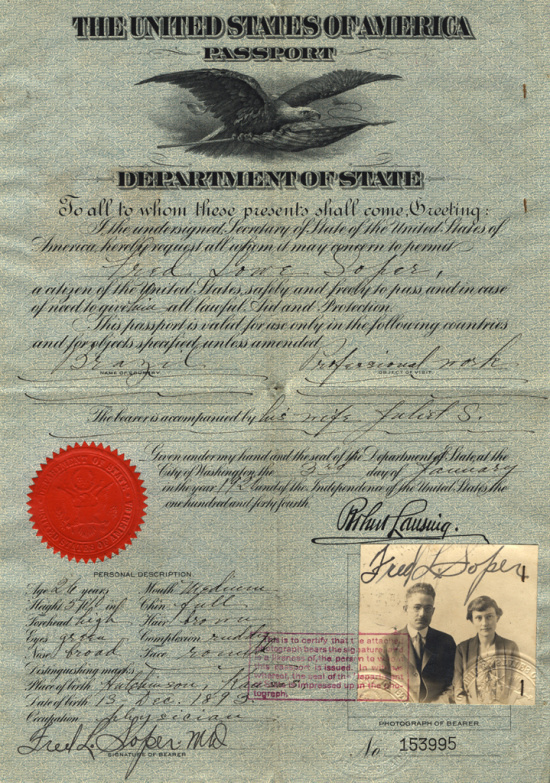 THE UNITED STATES OF AMERICA
PASSPORT
DEPARTMENT OF STATE
To all to whom these presents shall come, Greeting:
I the undersigned, Secretary of State of the United States of
America, hereby request all whom it may concern to permit
Fred Lowe Soper,
a citizen of the United States, safely and freely to pass, and in case
of need to give him all lawful Aid and Protection.
This passport is valid for use only in the following countries
and for objects specified, unless amended.
Brazil Professional work
NAME OF COUNTRY. OBJECT OF VISIT.
The bearer is accompanied by his wife Juliet S.
Given under my hand and the seal of the Department of State, at the
City of Washington, the 3rd day of January
in the year 192 and of the Independence of the United States, the
one hundred and forty fourth.
Robert Lansing.
PERSONAL DESCRIPTION
Age 26 years Mouth Medium
Height Chin full
Forehead high Hair brown
Eyes green Complexion ruddy
Nose broad Face round
Distinguishing marks
Place of birth Hutchinson, Kansas
Date of birth 13 Dec. 1893
Occupation physician
Fred L. Soper MD
SIGNATURE OF BEARER
This is to certify that the attached
photograph bears the signature and
is a likeness of the person to whom
this passport is issued. In witness
whereof, the seal of the Department
is impressed upon the pho-
tograph.
Fred L Soper
PHOTOGRAPH OF BEARER
No 153995